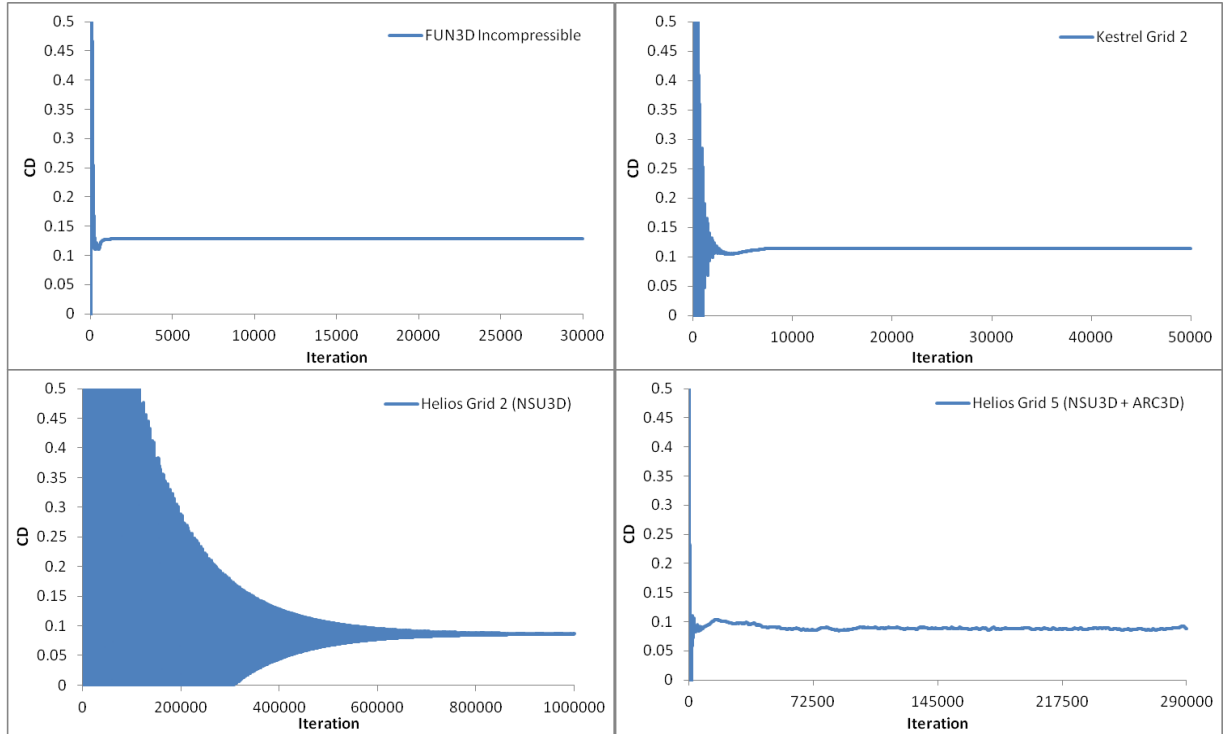 0.5
0.45
0.4
0.35
0.3
0.25
0.2
0.15
0.1
0.05
0
CD
FUN3D Incompressible
0 5000 10000 15000 20000 25000 30000
Iteration
0.5
0.45
0.4
0.35
0.3
0.25
0.2
0.15
0.1
0.05
0
CD
Kestrel Grid 2
0 10000 20000 30000 40000 50000
Iteration
0.5
0.45
0.4
0.35
0.3
0.25
0.2
0.15
0.1
0.05
0
CD
Helios Grid 2 (NSU3D)
0 200000 400000 600000 800000 1000000
Iteration
0.5
0.45
0.4
0.35
0.3
0.25
0.2
0.15
0.1
0.05
0
CD
Helios Grid 5 (NSU3D + ARC3D)
0 72500 145000 217500 290000
Iteration